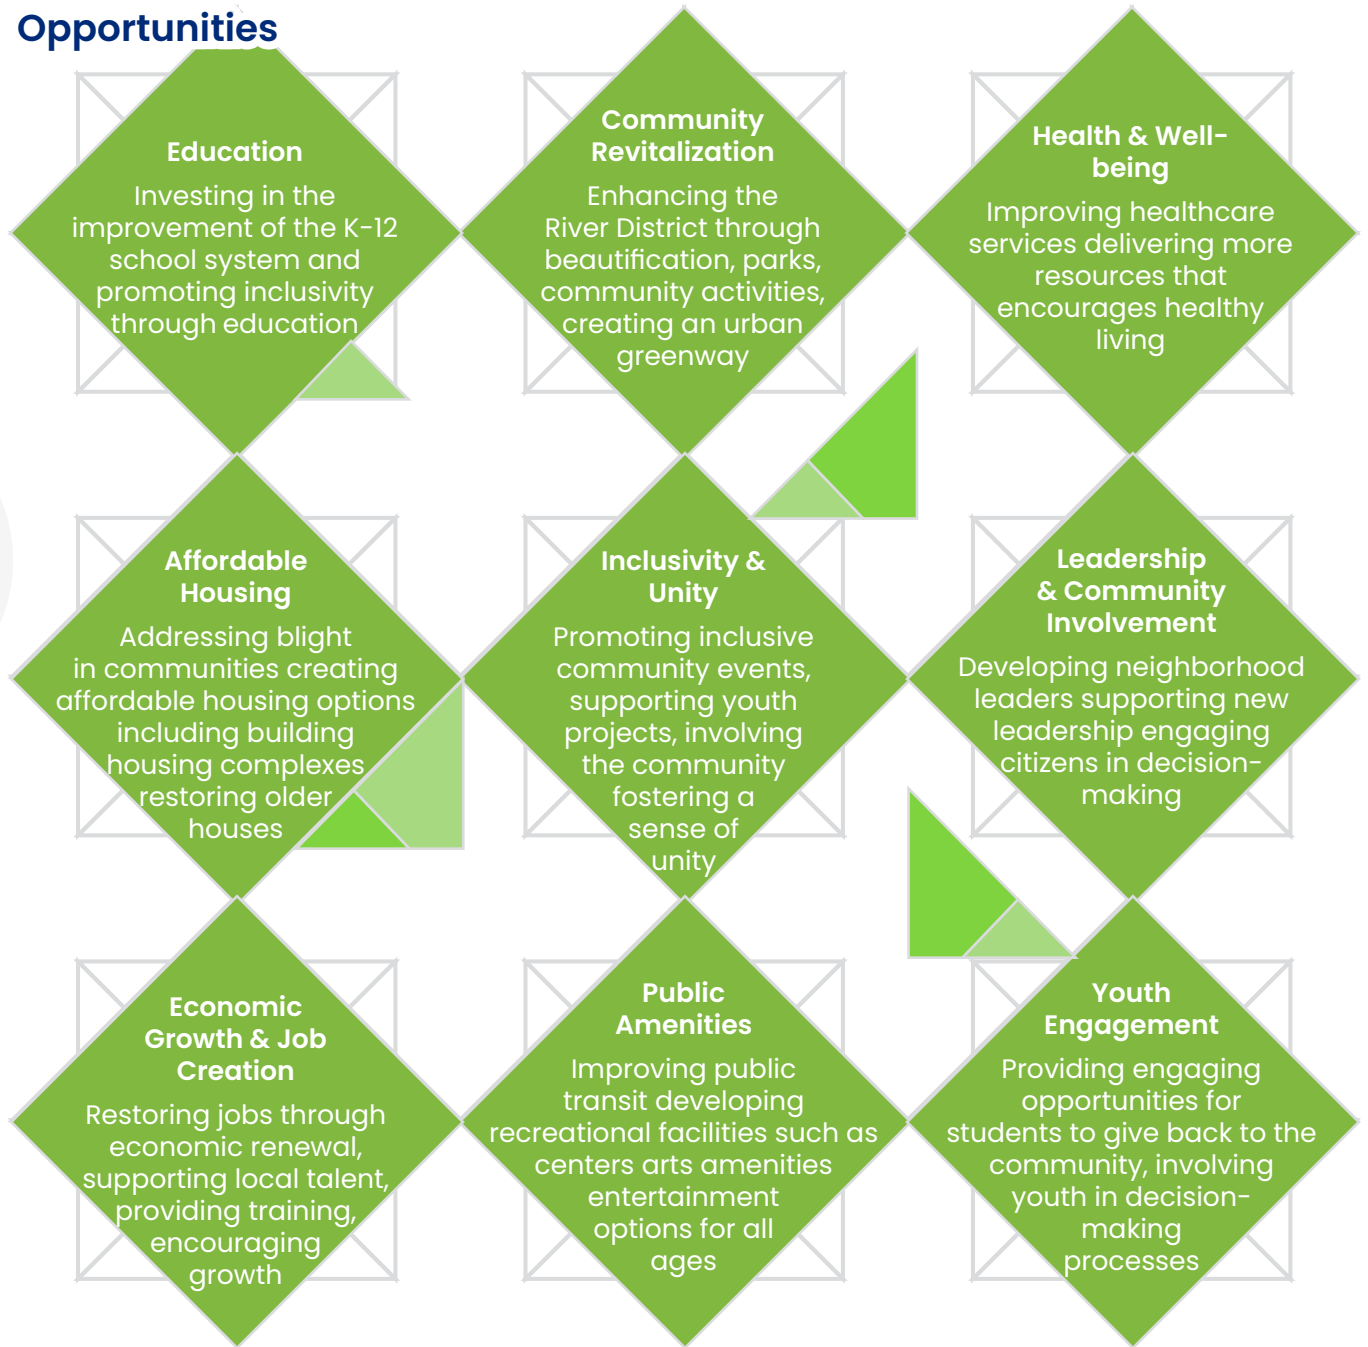 Opportunities
Education
Investing in the
improvement of the K-12
school system and
promoting inclusivity
through education
Community
Revitalization
Enhancing the
River District through
beautification, parks,
community activities,
creating an urban
greenway
Health & Well-
being
Improving healthcare
services delivering more
resources that
encourages healthy
living
Affordable
Housing
Addressing blight
in communities creating
affordable housing options
including building
housing complexes
restoring older
houses
Inclusivity &
Unity
Promoting inclusive
community events,
supporting youth
projects, involving
the community
fostering a
sense of
unity
Leadership
& Community
Involvement
Developing neighborhood
leaders supporting new
leadership engaging
citizens in decision-
making
Economic
Growth & Job
Creation
Restoring jobs through
economic renewal,
supporting local talent,
providing training,
encouraging
growth
Public
Amenities
Improving public
transit developing
recreational facilities such as
centers arts amenities
entertainment
options for all
ages
Youth
Engagement
Providing engaging
opportunities for
students to give back to the
community, involving
youth in decision-
making
processes